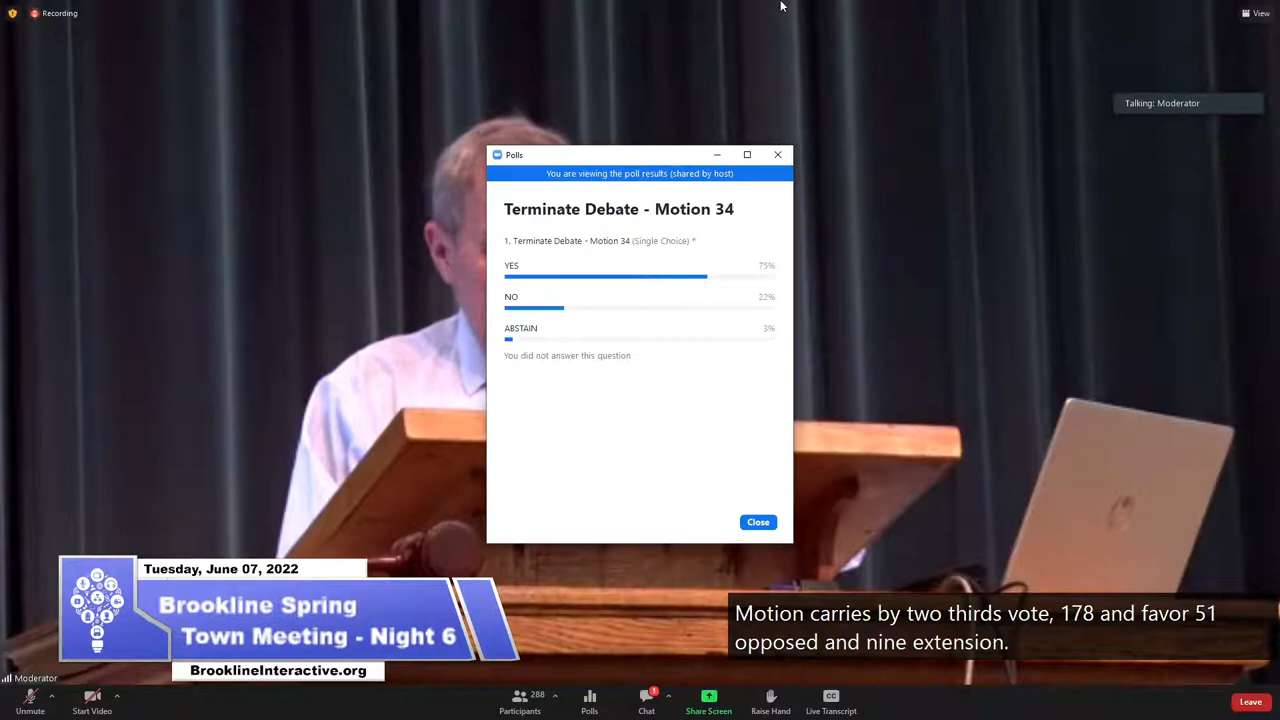 Recording
View
Talking: Moderator
Polls
You are viewing the poll results (shared by host)
Terminate Debate - Motion 34
1. Terminate Debate - Motion 34 (Single Choice) *
YES 75%
NO 22%
ABSTAIN 3%
You did not answer this question
Close
Tuesday, June 07, 2022
Brookline Spring
Town Meeting - Night 6
BrooklineInteractive.org
Motion carries by two thirds vote, 178 and favor 51
opposed and nine extension.
Moderator
Unmute
Start Video
288
Participants
Polls
1
Chat
Share Screen
Raise Hand
CC
Live Transcript
Leave